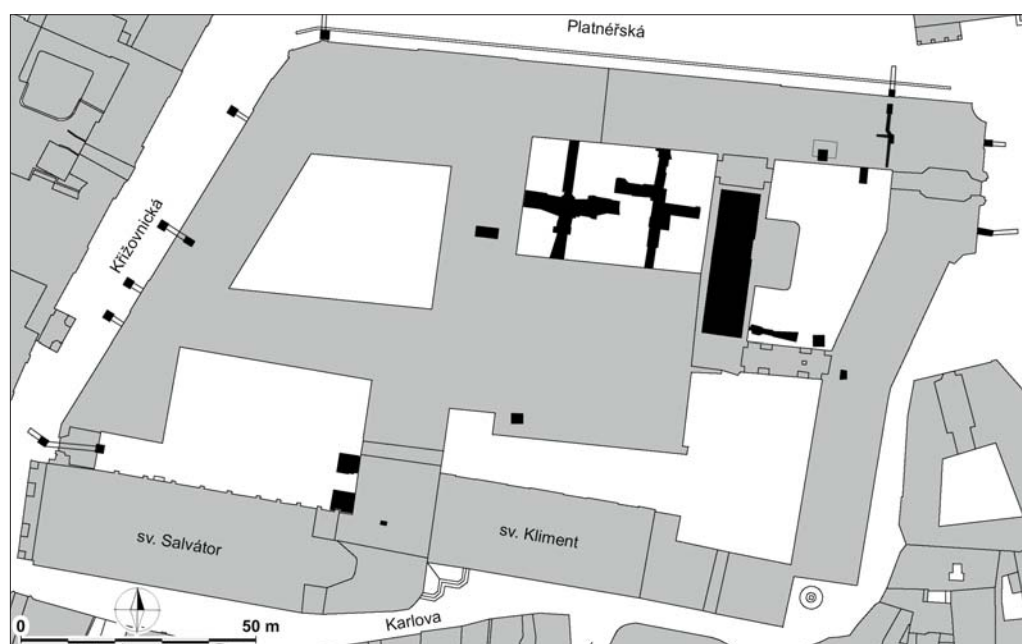 Platnéřská
Křižovnická
sv. Salvátor
sv. Kliment
Karlova
0
50 m